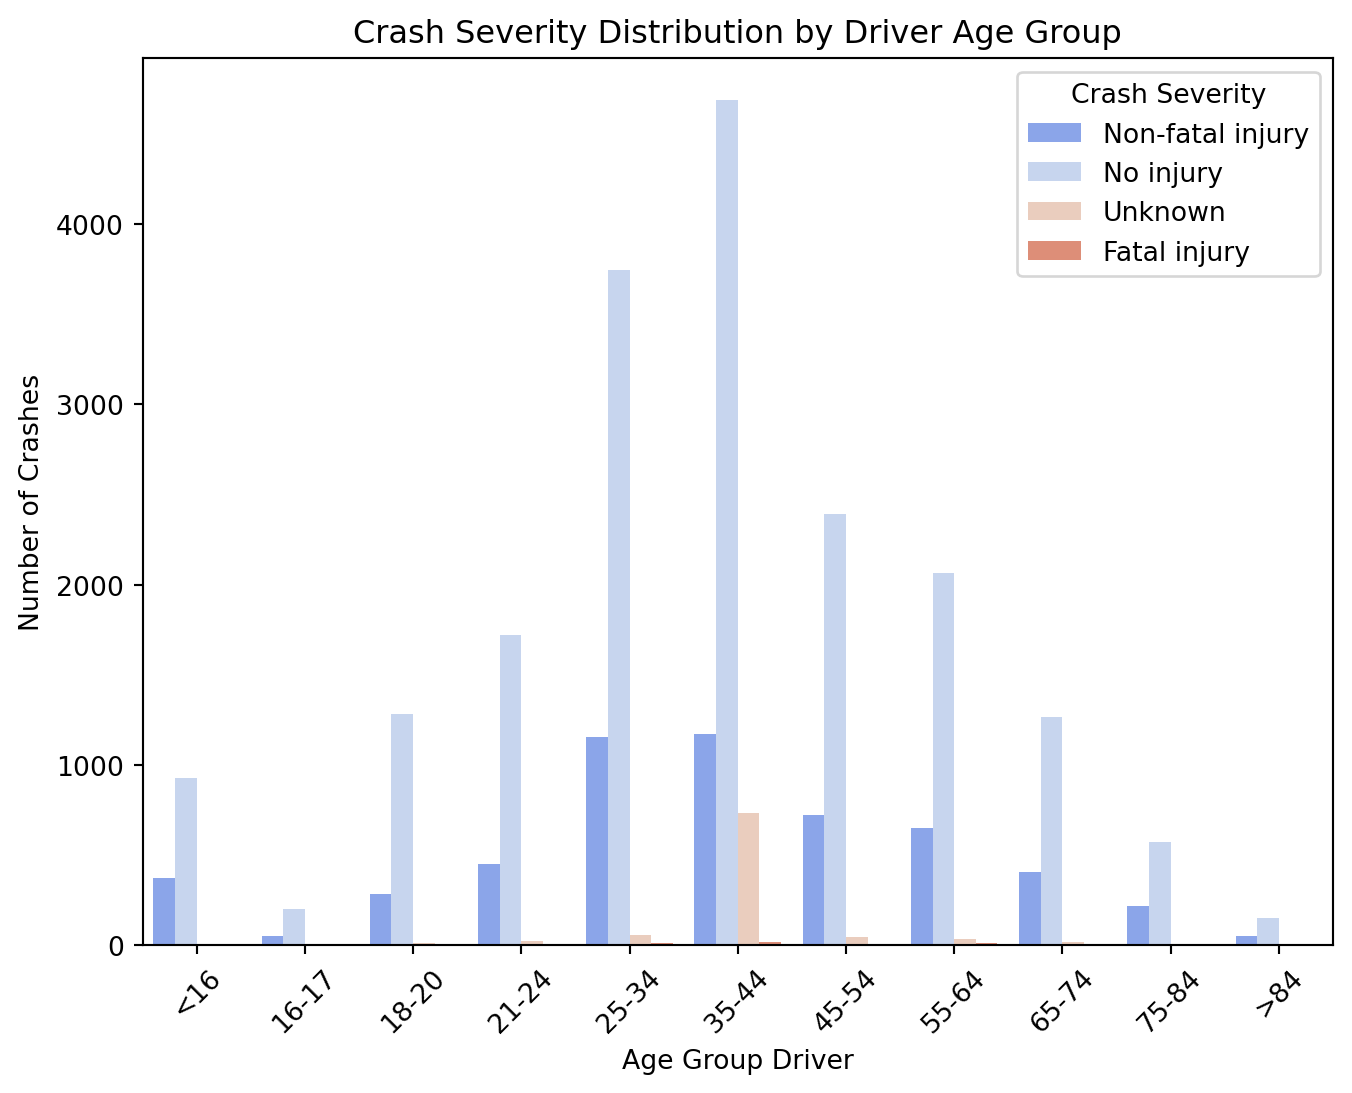 Crash Severity Distribution by Driver Age Group
Crash Severity
Non-fatal injury
No injury
Unknown
Fatal injury
Number of Crashes
4000
3000
2000
1000
0
<16
16-17
18-20
21-24
25-34
35-44
45-54
55-64
65-74
75-84
>84
Age Group Driver